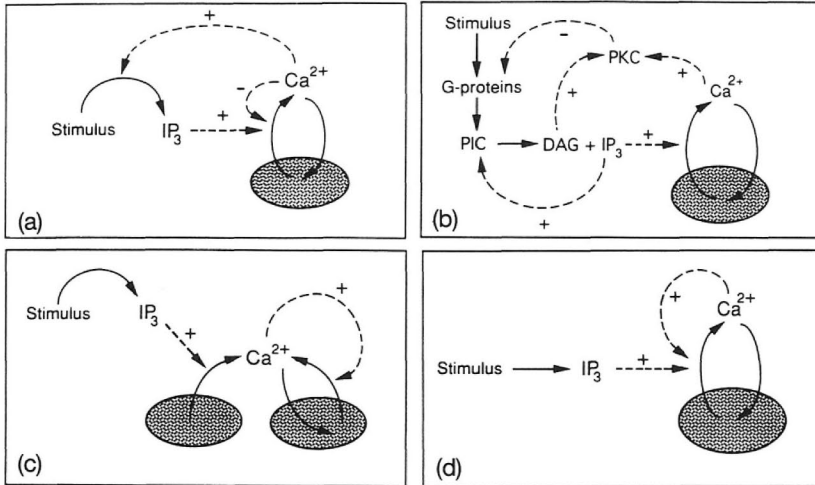 +
Ca²⁺
-
+
Stimulus
IP₃
(a)
Stimulus
-
PKC
+
Ca²⁺
G-proteins
+
PIC
DAG + IP₃
+
+
(b)
Stimulus
IP₃
+
+
Ca²⁺
(c)
+
Ca²⁺
Stimulus
IP₃
+
(d)